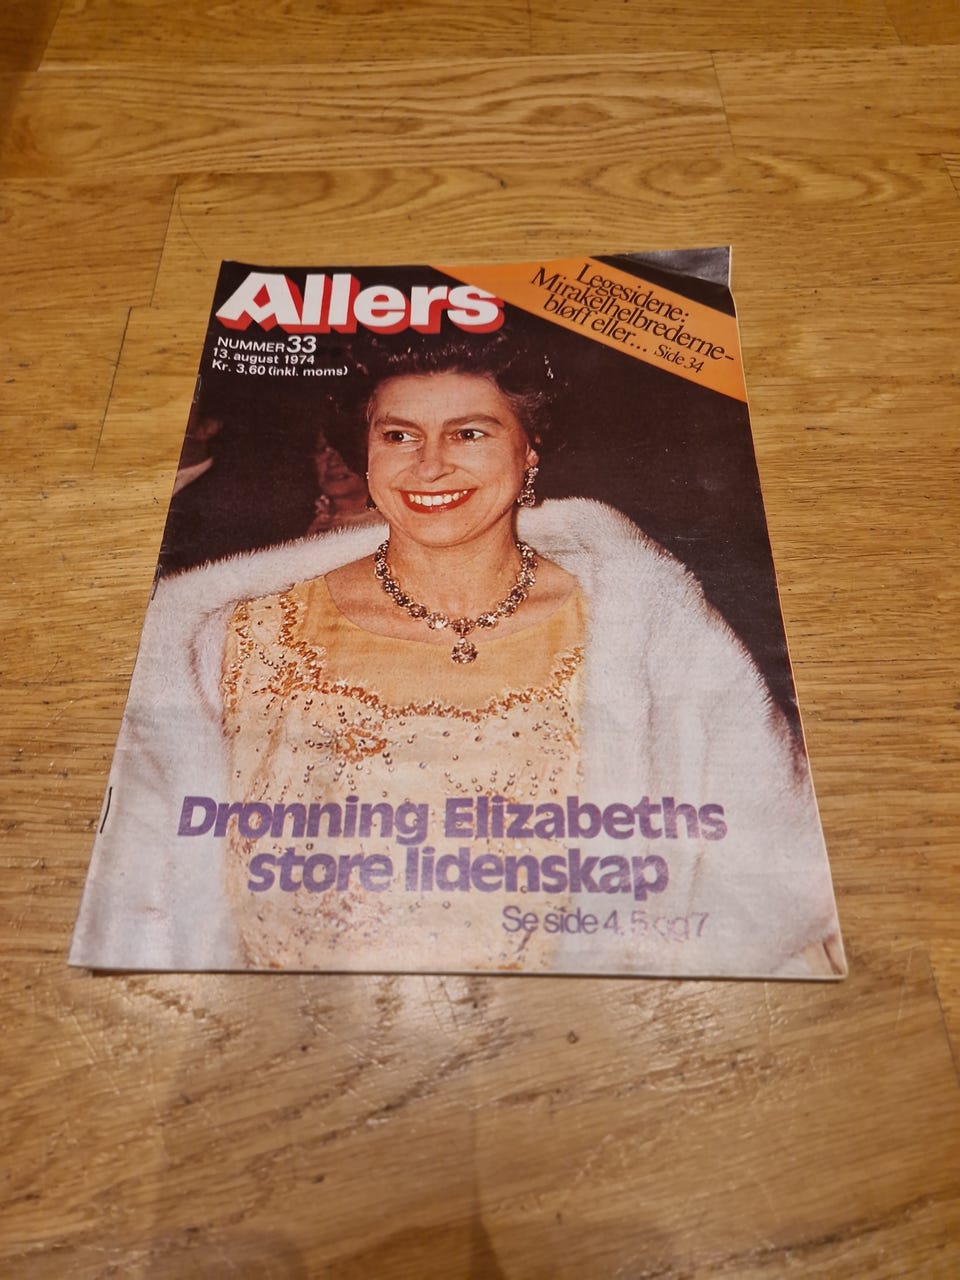 Allers
NUMMER 33
13. august 1974
Kr. 3,60 (inkl. moms)
Legesidene:
Mirakelhelbrederne-
bløff eller... Side 34
Dronning Elizabeths
store lidenskap
Se side 4, 5 og 7